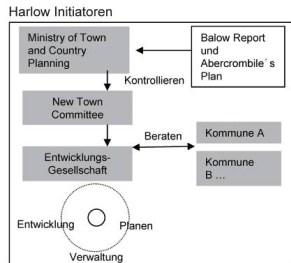 Harlow Initiatoren
Ministry of Town
and Country
Planning
Balow Report
und
Abercrombile´s
Plan
Kontrollieren
New Town
Committee
Beraten
Kommune A
Entwicklungs-
Gesellschaft
Kommune
B ...
Entwicklung
Planen
Verwaltung